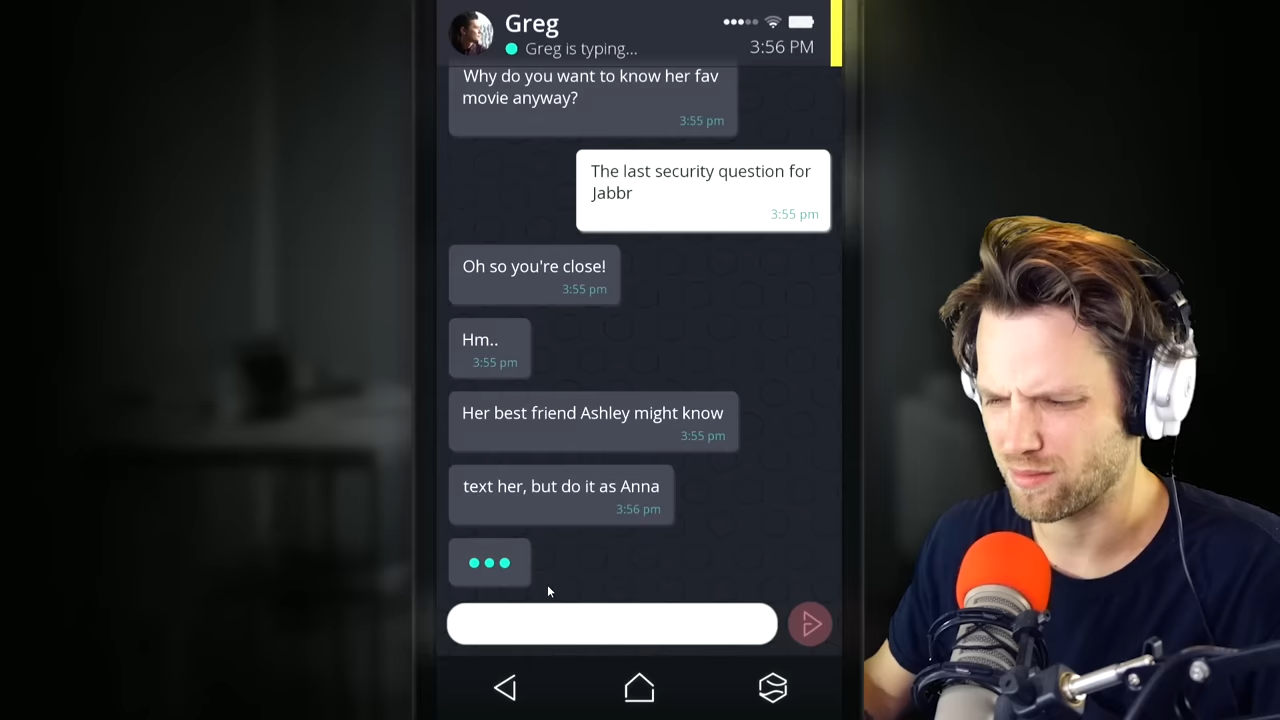 Greg
Greg is typing...
3:56 PM
Why do you want to know her fav
movie anyway?
3:55 pm
The last security question for
Jabbr
3:55 pm
Oh so you're close!
3:55 pm
Hm..
3:55 pm
Her best friend Ashley might know
3:55 pm
text her, but do it as Anna
3:56 pm